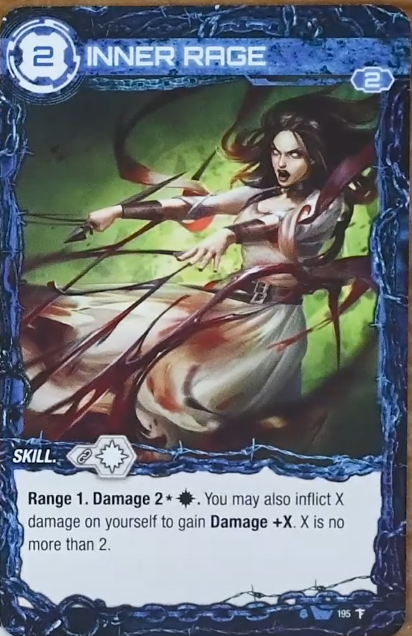 2 INNER RAGE
2
SKILL.
Range 1. Damage 2★ . You may also inflict X
damage on yourself to gain Damage +X. X is no
more than 2.
195